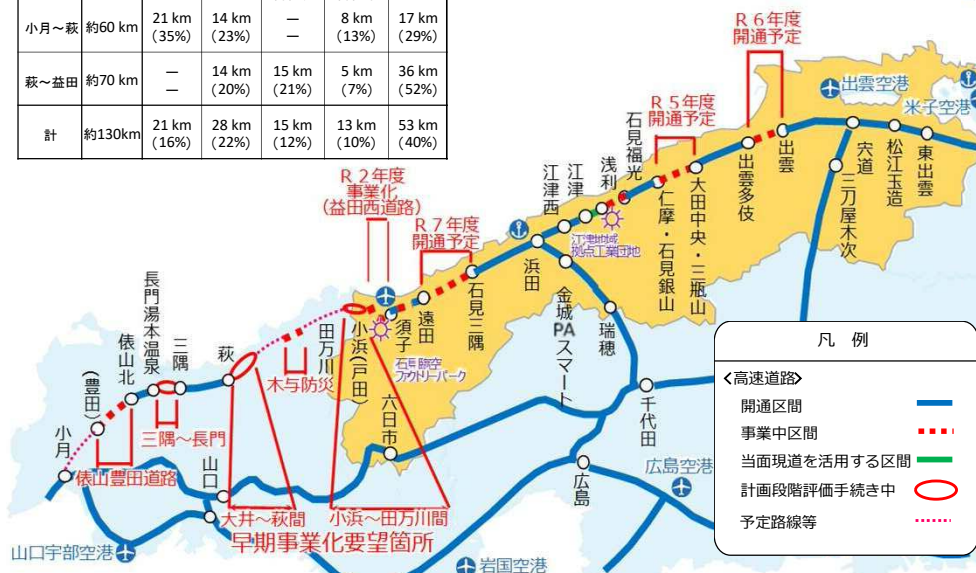 小月～萩 約60 km 21 km (35%) 14 km (23%) ― ― 8 km (13%) 17 km (29%)
萩～益田 約70 km ― ― 14 km (20%) 15 km (21%) 5 km (7%) 36 km (52%)
計 約130km 21 km (16%) 28 km (22%) 15 km (12%) 13 km (10%) 53 km (40%)
R６年度
開通予定
R５年度
開通予定
R２年度
事業化
(益田西道路)
R７年度
開通予定
出雲空港
米子空港
東出雲
松江玉造
宍道
三刀屋木次
出雲
出雲多伎
大田中央・三瓶山
仁摩・石見銀山
石見福光
浅利
江津
江津西
江津地域
拠点工業団地
浜田
金城PAスマート
瑞穂
千代田
広島
広島空港
石見三隅
遠田
須子
石見臨空
ファクトリーパーク
小浜(戸田)
田万川
六日市
木与防災
萩
三隅
長門湯本温泉
俵山北
(豊田)
小月
三隅～長門
俵山豊田道路
山口
大井～萩間
小浜～田万川間
早期事業化要望箇所
山口宇部空港
岩国空港
凡 例
<高速道路>
開通区間
事業中区間
当面現道を活用する区間
計画段階評価手続き中
予定路線等